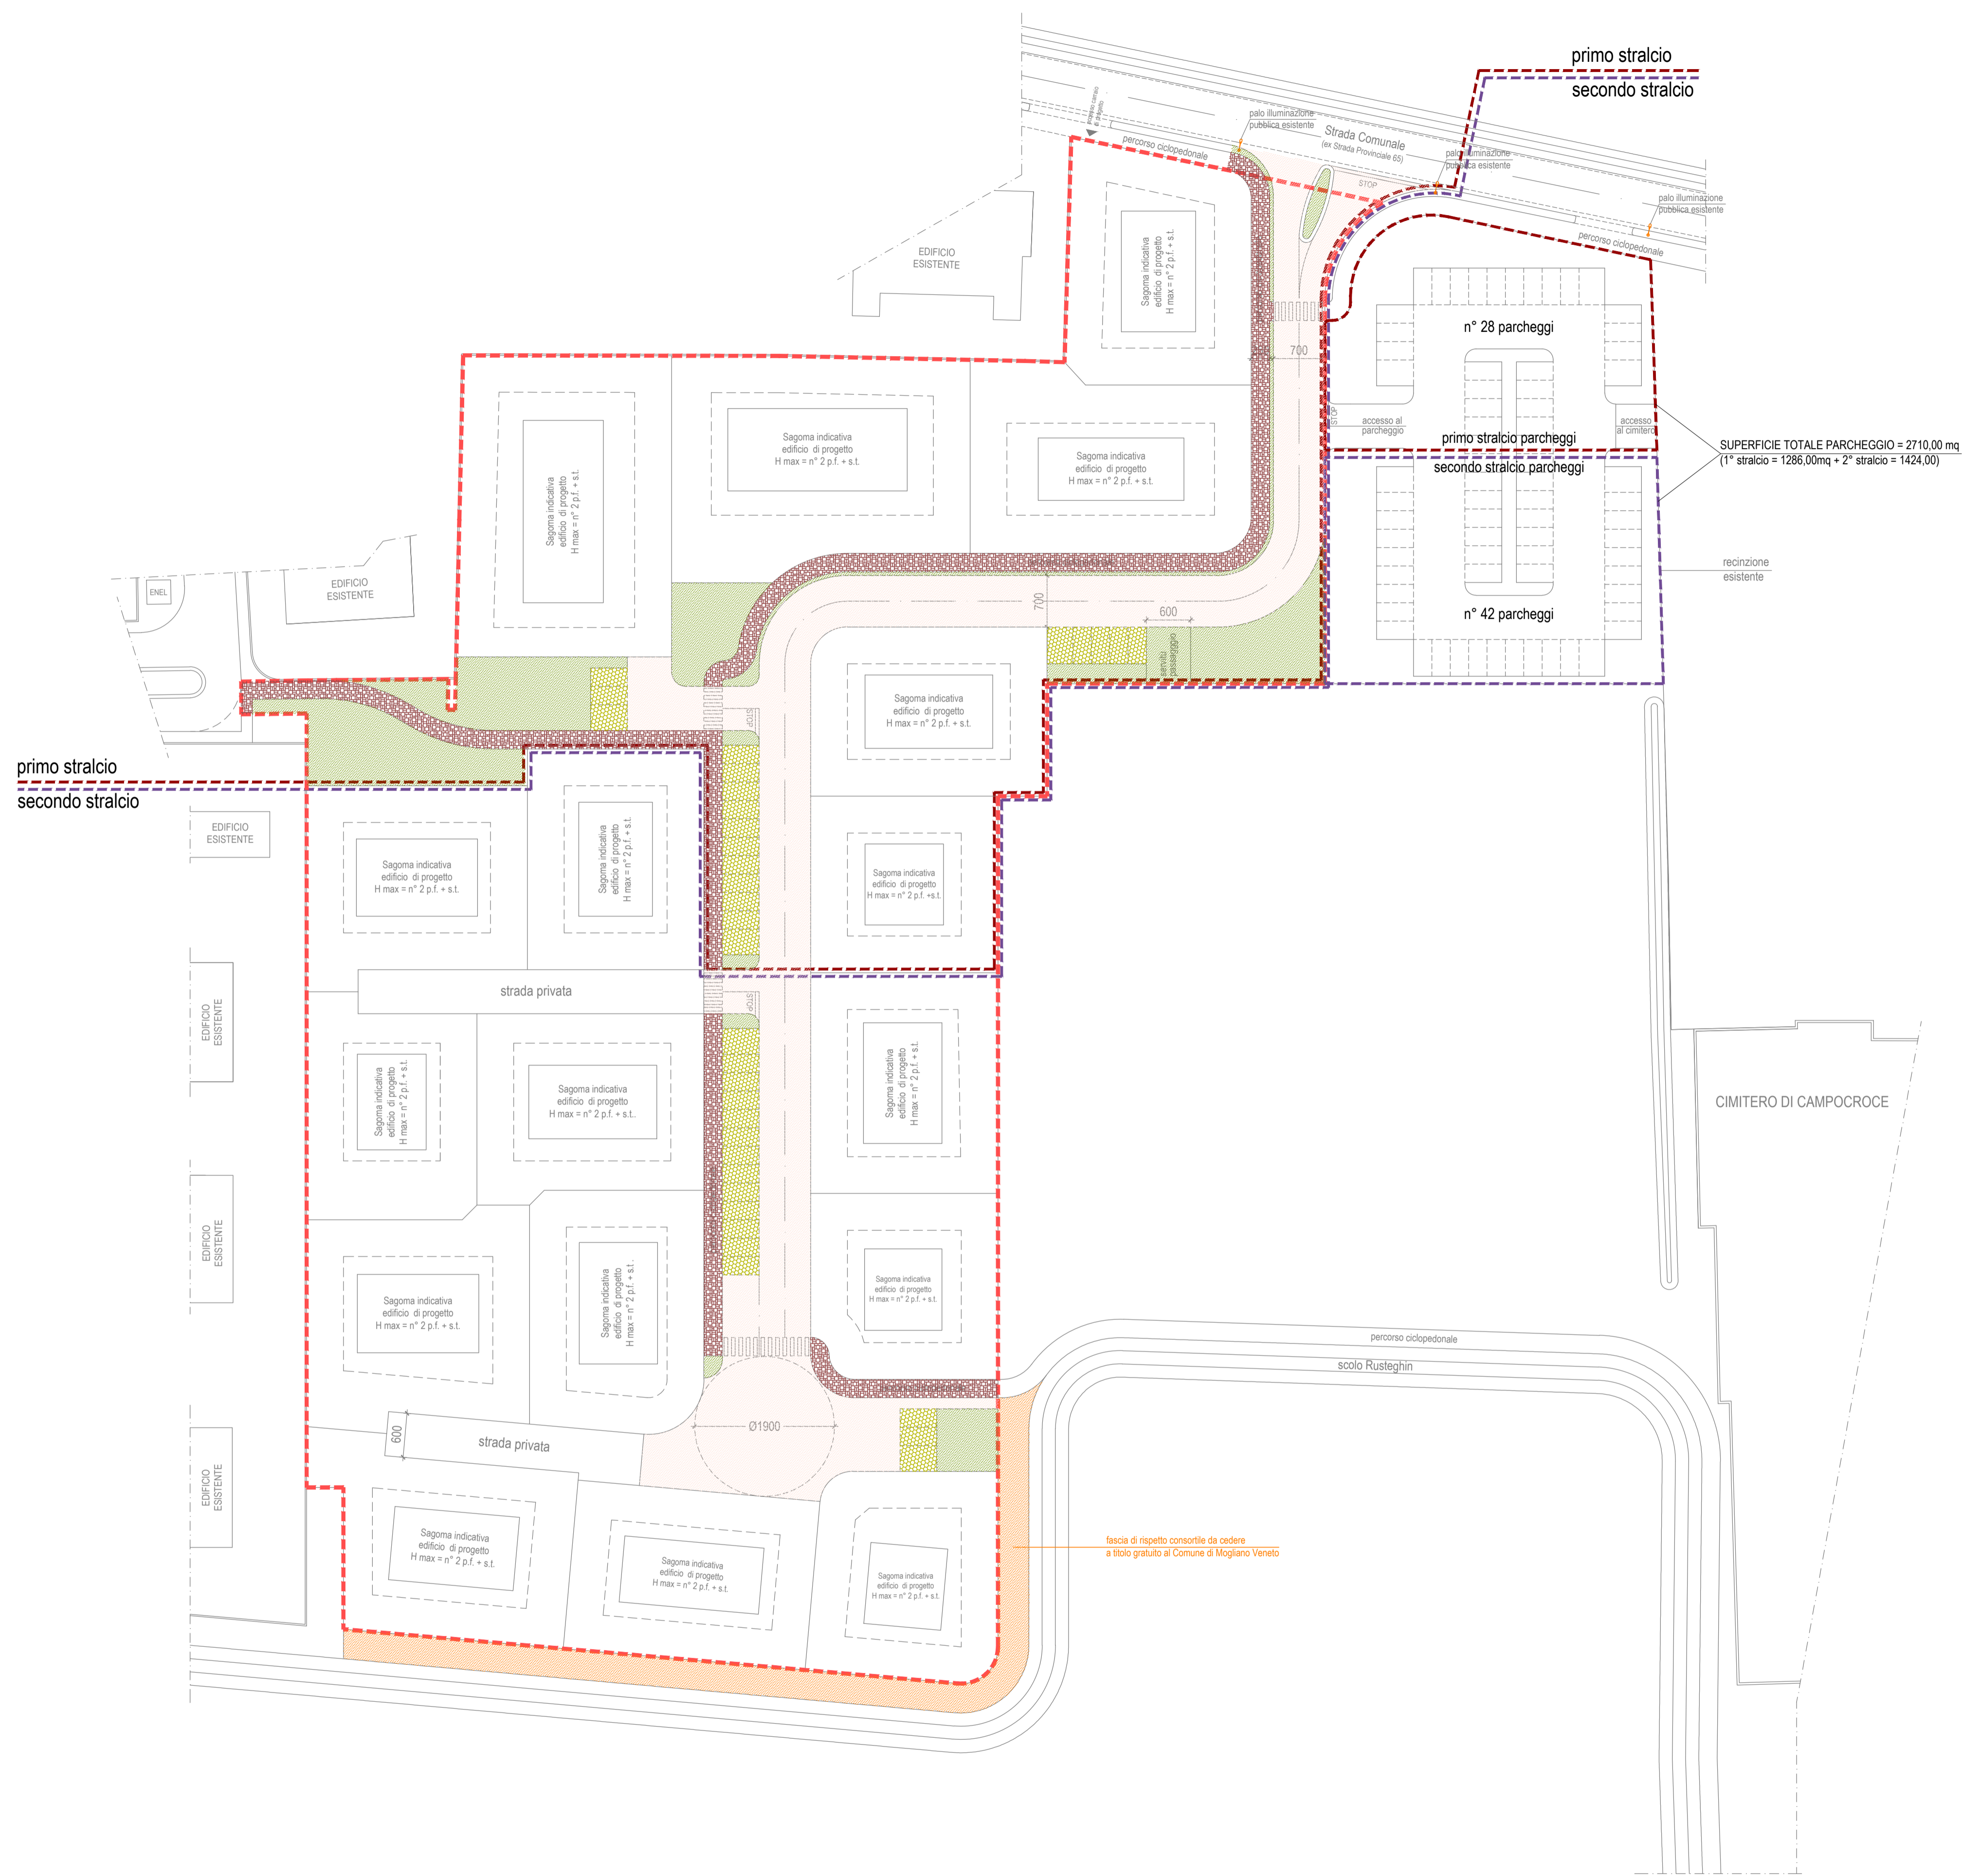 primo stralcio
secondo stralcio
palo illuminazione
pubblica esistente
Strada Comunale
(ex Strada Provinciale 65)
percorso ciclopedonale
STOP
palo illuminazione
pubblica esistente
palo illuminazione
pubblica esistente
percorso ciclopedonale
EDIFICIO
ESISTENTE
Sagoma indicativa
edificio di progetto
H max = n° 2 p.f. + s.t.
700
n° 28 parcheggi
STOP
accesso al
parcheggio
accesso
al cimitero
primo stralcio parcheggi
secondo stralcio parcheggi
SUPERFICIE TOTALE PARCHEGGIO = 2710,00 mq
(1° stralcio = 1286,00mq + 2° stralcio = 1424,00)
n° 42 parcheggi
recinzione
esistente
Sagoma indicativa
edificio di progetto
H max = n° 2 p.f. + s.t.
Sagoma indicativa
edificio di progetto
H max = n° 2 p.f. + s.t.
Sagoma indicativa
edificio di progetto
H max = n° 2 p.f. + s.t.
ENEL
EDIFICIO
ESISTENTE
700
600
servitù
passaggio
STOP
Sagoma indicativa
edificio di progetto
H max = n° 2 p.f. + s.t.
primo stralcio
secondo stralcio
EDIFICIO
ESISTENTE
Sagoma indicativa
edificio di progetto
H max = n° 2 p.f. + s.t.
Sagoma indicativa
edificio di progetto
H max = n° 2 p.f. + s.t.
Sagoma indicativa
edificio di progetto
H max = n° 2 p.f. +s.t.
strada privata
STOP
EDIFICIO
ESISTENTE
Sagoma indicativa
edificio di progetto
H max = n° 2 p.f. + s.t.
Sagoma indicativa
edificio di progetto
H max = n° 2 p.f. + s.t..
Sagoma indicativa
edificio di progetto
H max = n° 2 p.f. + s.t.
CIMITERO DI CAMPOCROCE
EDIFICIO
ESISTENTE
Sagoma indicativa
edificio di progetto
H max = n° 2 p.f. + s.t.
Sagoma indicativa
edificio di progetto
H max = n° 2 p.f. + s.t .
Sagoma indicativa
edificio di progetto
H max = n° 2 p.f. + s.t.
percorso ciclopedonale
scolo Rusteghin
EDIFICIO
ESISTENTE
600
strada privata
Ø1900
Sagoma indicativa
edificio di progetto
H max = n° 2 p.f. + s.t.
Sagoma indicativa
edificio di progetto
H max = n° 2 p.f. + s.t.
Sagoma indicativa
edificio di progetto
H max = n° 2 p.f. + s.t.
fascia di rispetto consortile da cedere
a titolo gratuito al Comune di Mogliano Veneto